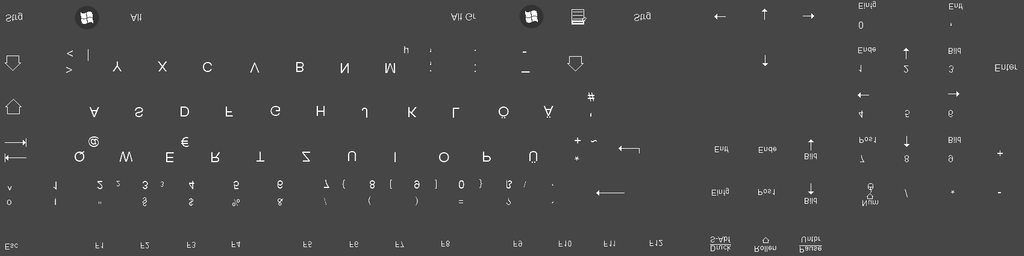 Strg Alt Alt Gr Strg ← ↑ → Einfg Entf
0 ,
< | µ , . - ↓ Ende ↑ Bild
> Y X C V B N M ; : _ 1 2 3 Enter
# ← →
A S D F G H J K L Ö Ä ' 4 5 6
@ € + ~ ↑ Pos1 ↓ Bild
Q W E R T Z U I O P Ü * Entf Ende Bild 7 8 9 +
^ 1 2 2 3 3 4 5 6 7 { 8 [ 9 ] 0 } ß \ ← Einfg Pos1 ↓ / * -
° ! " § $ % & / ( ) = ? Bild Num
Esc F1 F2 F3 F4 F5 F6 F7 F8 F9 F10 F11 F12 S-Abf Untbr
Druck Rollen Pause